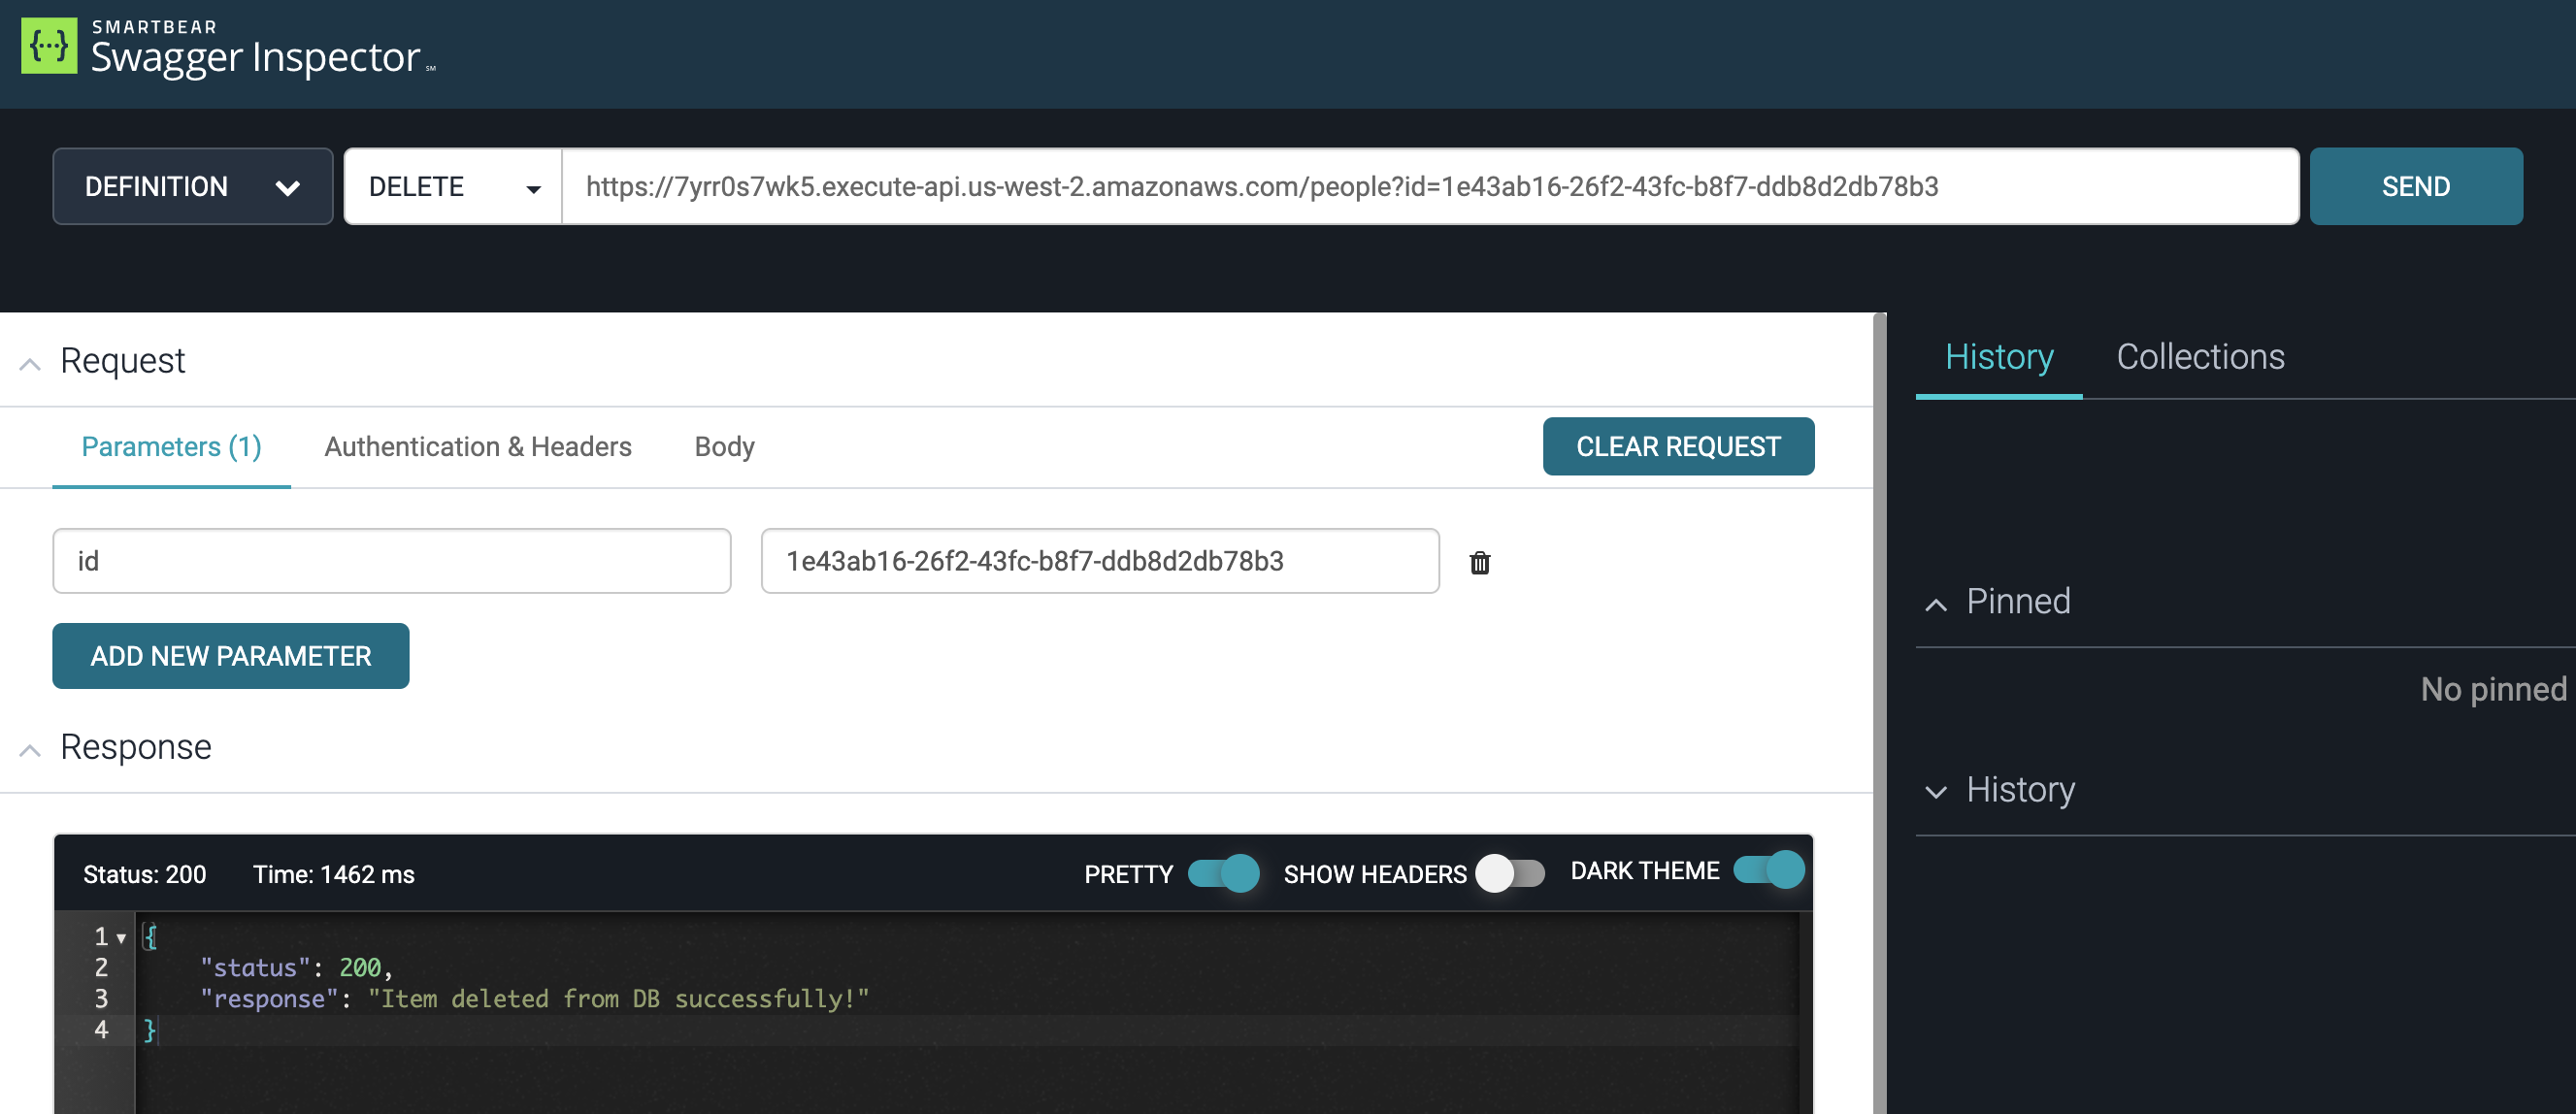 SMARTBEAR
Swagger Inspector
SM
DEFINITION
DELETE
https://7yrr0s7wk5.execute-api.us-west-2.amazonaws.com/people?id=1e43ab16-26f2-43fc-b8f7-ddb8d2db78b3
SEND
Request
Parameters (1) Authentication & Headers Body
CLEAR REQUEST
id
1e43ab16-26f2-43fc-b8f7-ddb8d2db78b3
ADD NEW PARAMETER
Response
Status: 200 Time: 1462 ms
PRETTY SHOW HEADERS DARK THEME
1 {
2 "status": 200,
3 "response": "Item deleted from DB successfully!"
4 }
History Collections
Pinned
No pinned
History